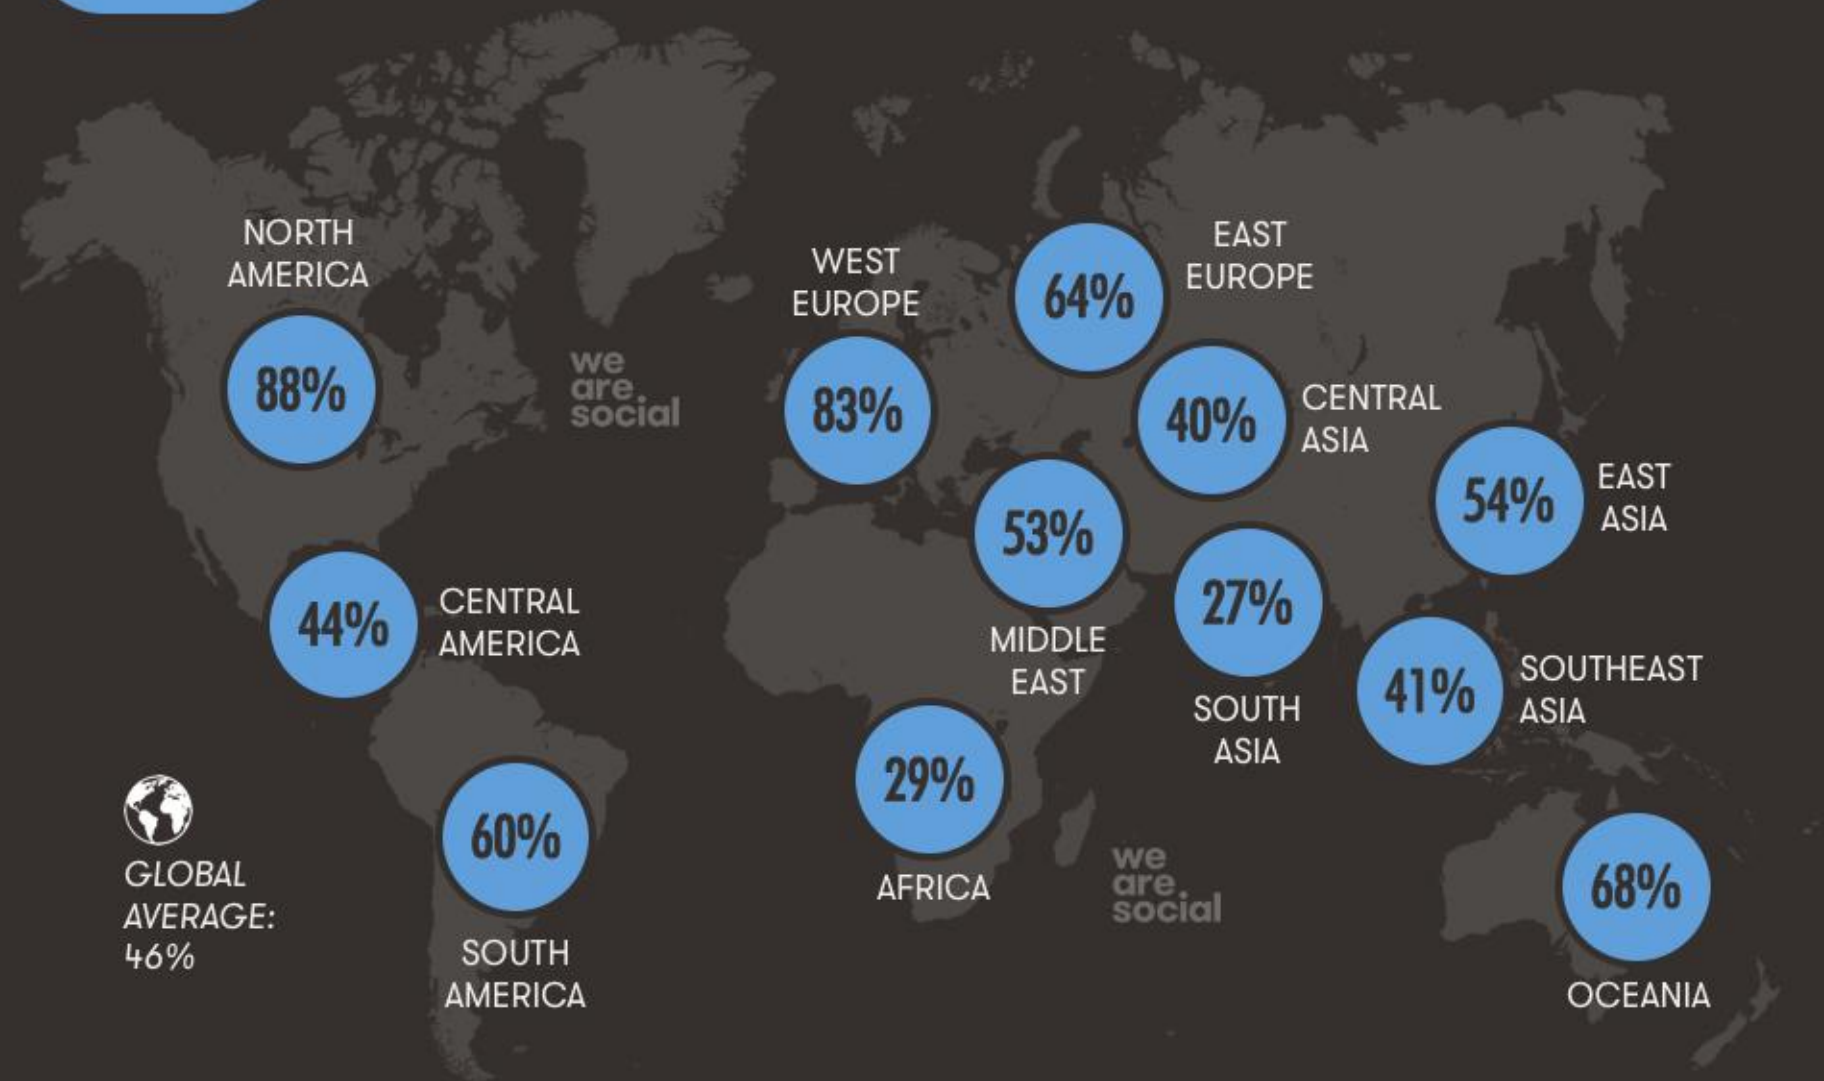 NORTH
AMERICA
88%
we
are.
social
WEST
EUROPE
83%
64%
EAST
EUROPE
40%
CENTRAL
ASIA
54%
EAST
ASIA
53%
MIDDLE
EAST
27%
SOUTH
ASIA
41%
SOUTHEAST
ASIA
44%
CENTRAL
AMERICA
60%
SOUTH
AMERICA
29%
AFRICA
we
are.
social
68%
OCEANIA
GLOBAL
AVERAGE:
46%